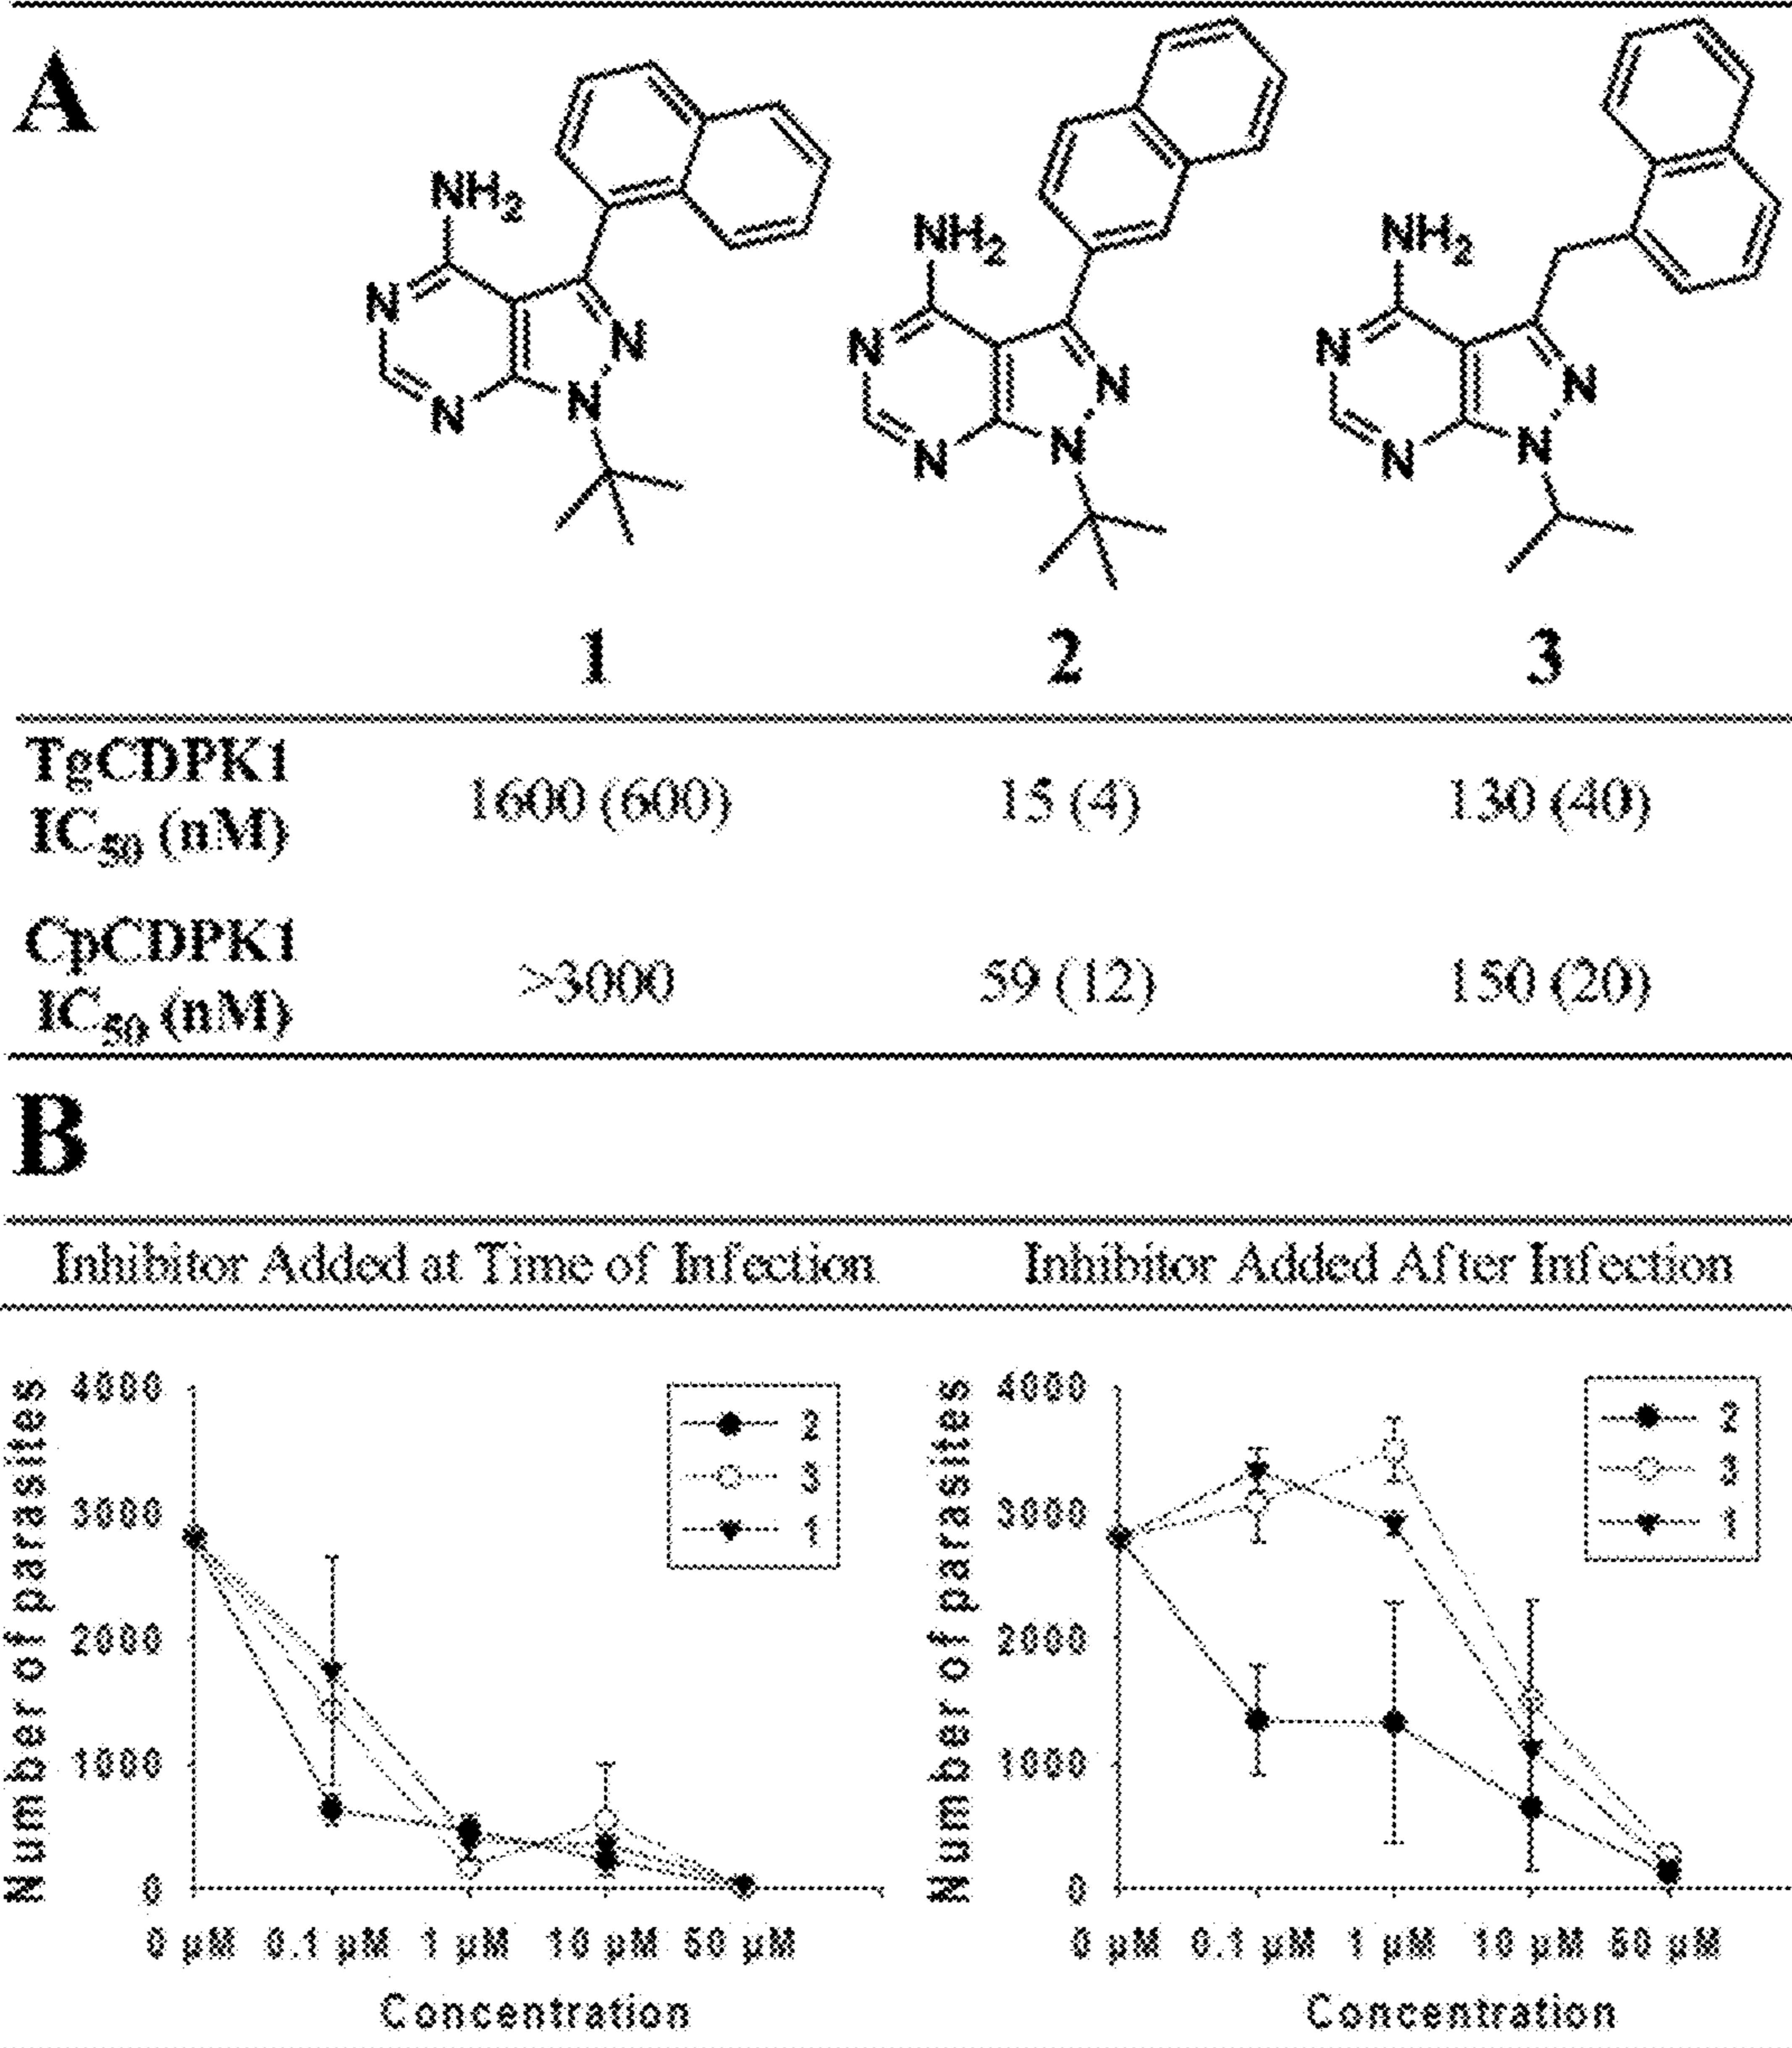 A
NH2 N N N N
NH2 N N N N
NH2 N N N N
1 2 3
TgCDPK1
IC50 (nM) 1600 (600) 15 (4) 130 (40)
CpCDPK1
IC50 (nM) >3000 59 (12) 150 (20)
B
Inhibitor Added at Time of Infection Inhibitor Added After Infection
Number of parasites
4000
3000
2000
1000
0
2
3
1
0 µM 0.1 µM 1 µM 10 µM 50 µM
Concentration
Number of parasites
4000
3000
2000
1000
0
2
3
1
0 µM 0.1 µM 1 µM 10 µM 50 µM
Concentration